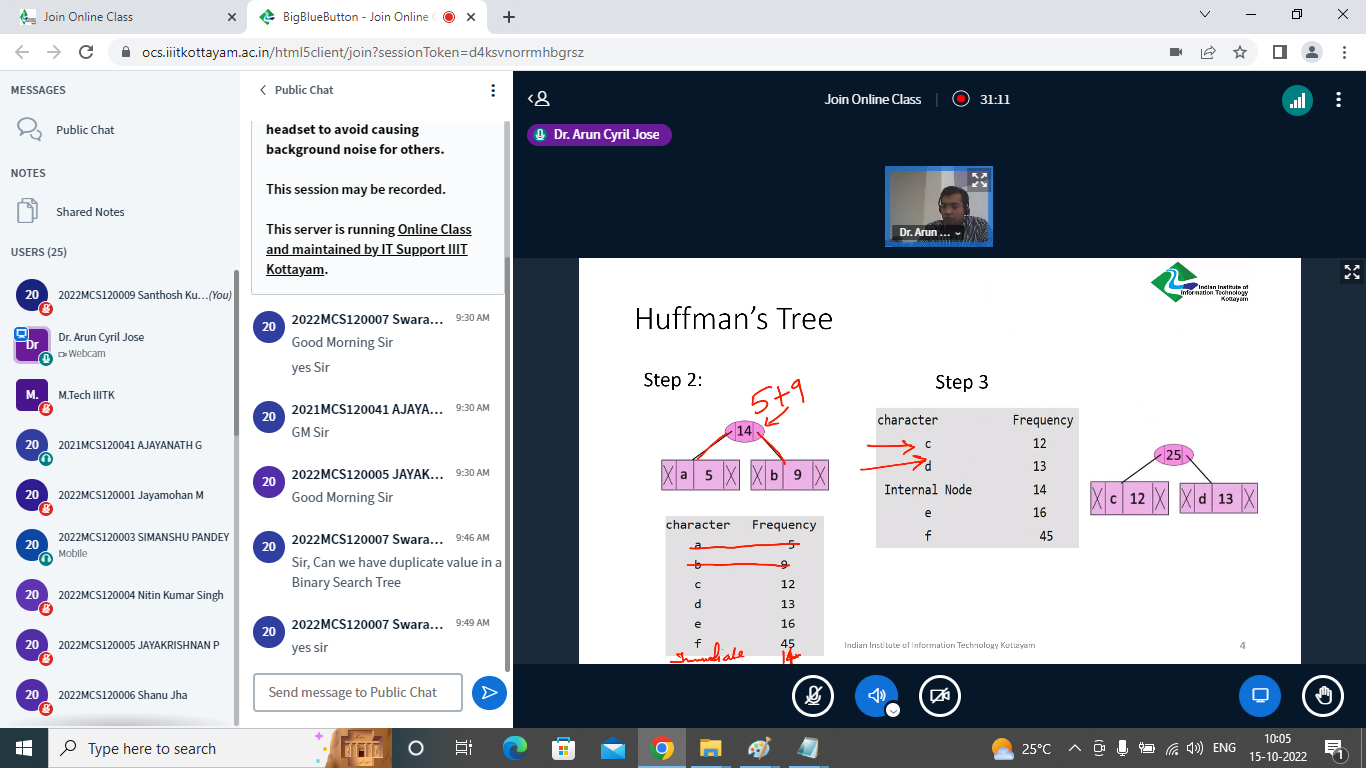 Join Online Class
BigBlueButton - Join Online
ocs.iiitkottayam.ac.in/html5client/join?sessionToken=d4ksvnorrmhbgrsz
MESSAGES
Public Chat
NOTES
Shared Notes
USERS (25)
20 2022MCS120009 Santhosh Ku...(You)
Dr Dr. Arun Cyril Jose
Webcam
M. M.Tech IIITK
20 2021MCS120041 AJAYANATH G
20 2022MCS120001 Jayamohan M
20 2022MCS120003 SIMANSHU PANDEY
Mobile
20 2022MCS120004 Nitin Kumar Singh
20 2022MCS120005 JAYAKRISHNAN P
20 2022MCS120006 Shanu Jha
Public Chat
headset to avoid causing
background noise for others.
This session may be recorded.
This server is running Online Class
and maintained by IT Support IIIT
Kottayam.
20 2022MCS120007 Swara... 9:30 AM
Good Morning Sir
yes Sir
20 2021MCS120041 AJAYA... 9:30 AM
GM Sir
20 2022MCS120005 JAYAK... 9:30 AM
Good Morning Sir
20 2022MCS120007 Swara... 9:46 AM
Sir, Can we have duplicate value in a
Binary Search Tree
20 2022MCS120007 Swara... 9:49 AM
yes sir
Send message to Public Chat
Join Online Class 31:11
Dr. Arun Cyril Jose
Dr. Arun ...
Indian Institute of
Information Technology
Kottayam
Huffman's Tree
Step 2:
5+9
14
a 5 b 9
character Frequency
a 5
b 9
c 12
d 13
e 16
f 45
Immediate 14
Step 3
character Frequency
c 12
d 13
Internal Node 14
e 16
f 45
25
c 12 d 13
Indian Institute of Information Technology Kottayam 4
Type here to search
25°C ENG 10:05
15-10-2022 1